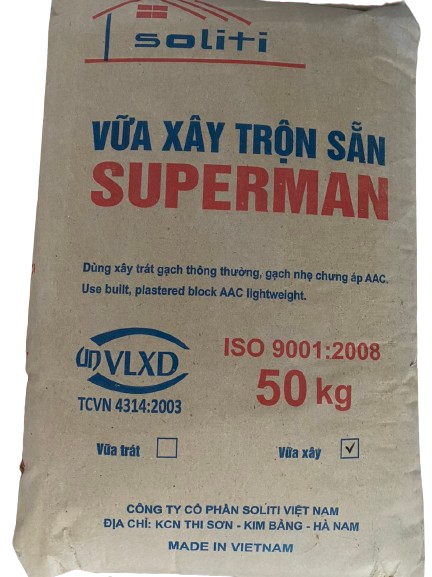 soliti
VỮA XÂY TRỘN SẴN
SUPERMAN
Dùng xây trát gạch thông thường, gạch nhẹ chưng áp AAC.
Use built, plastered block AAC lightweight.
VLXD
ISO 9001:2008
TCVN 4314:2003
50 kg
Vữa trát
Vữa xây
CÔNG TY CỔ PHẦN SOLITI VIỆT NAM
ĐỊA CHỈ: KCN THI SƠN - KIM BẢNG - HÀ NAM
MADE IN VIETNAM